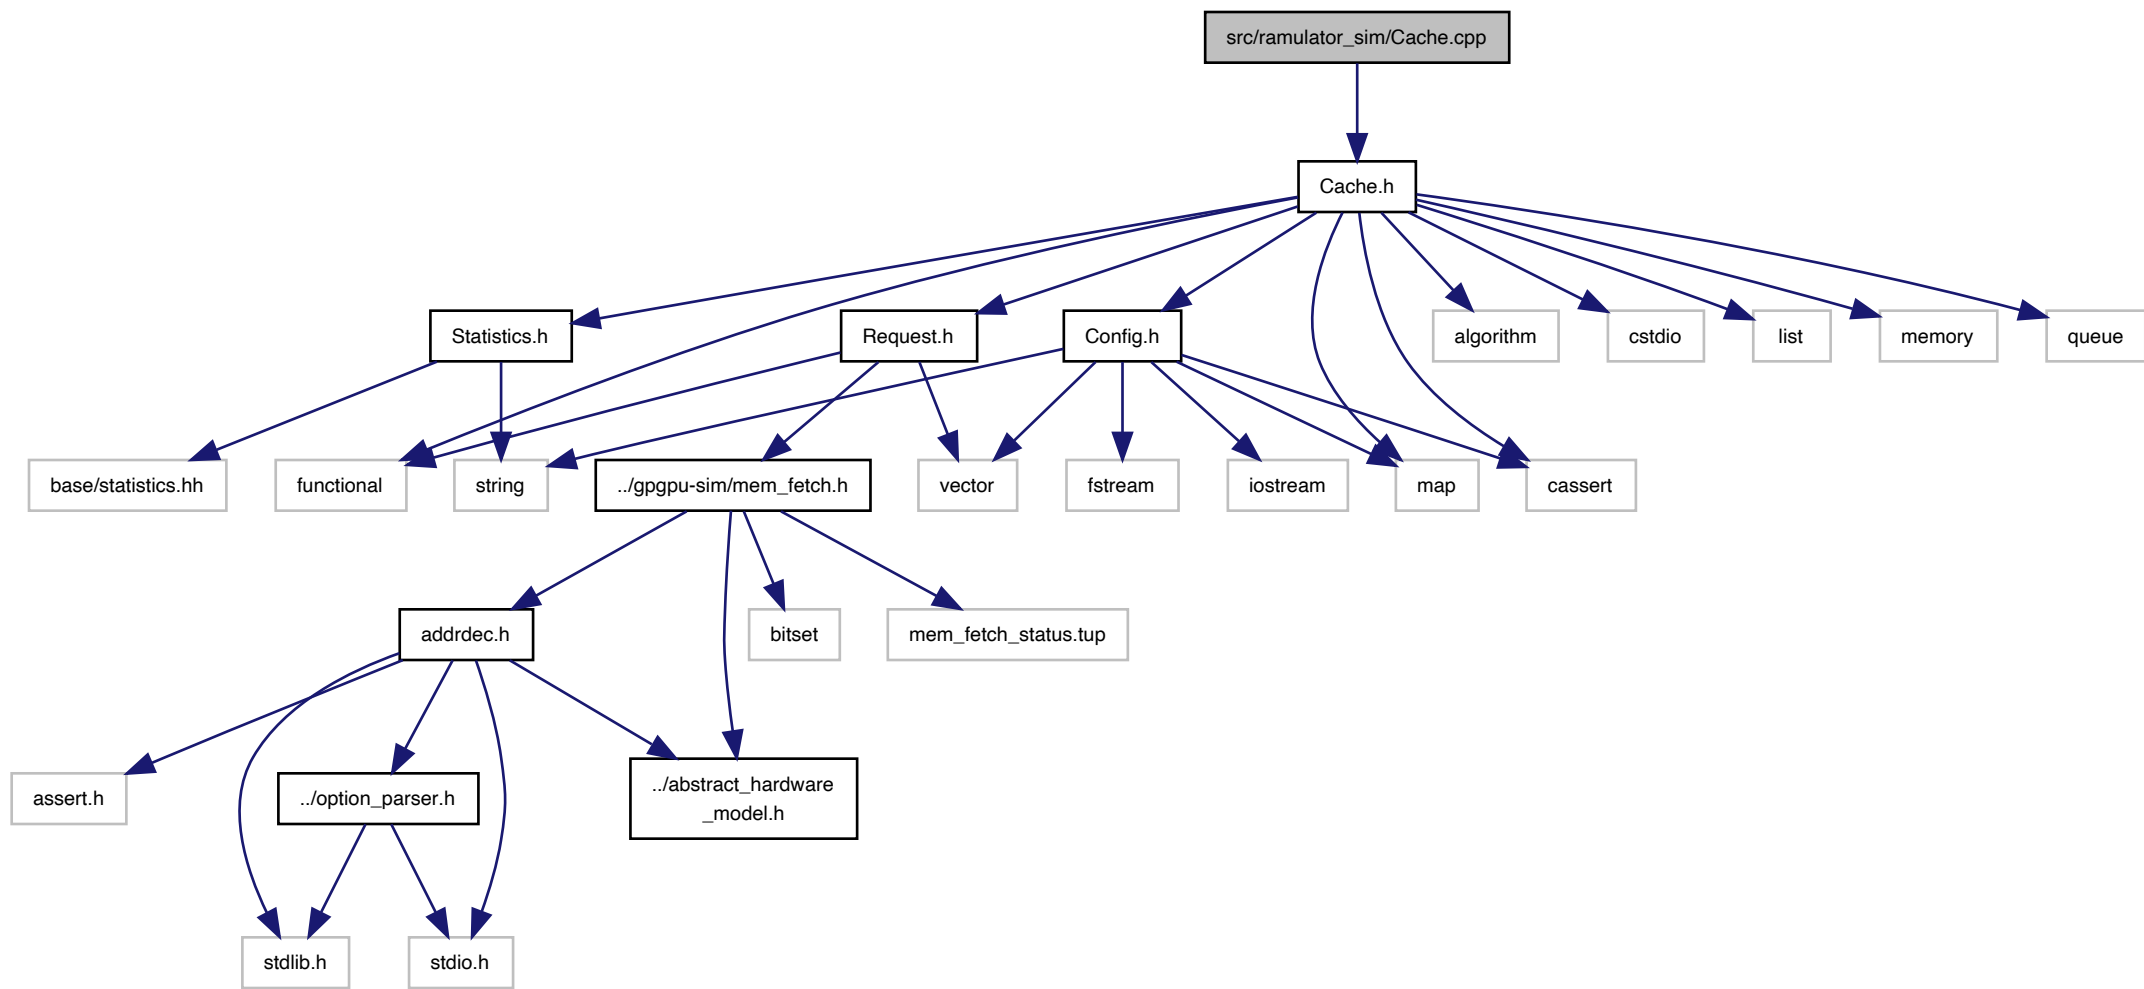 src/ramulator_sim/Cache.cpp
Cache.h
Statistics.h
Request.h
Config.h
algorithm
cstdio
list
memory
queue
base/statistics.hh
functional
string
../gpgpu-sim/mem_fetch.h
vector
fstream
iostream
map
cassert
addrdec.h
bitset
mem_fetch_status.tup
assert.h
../option_parser.h
../abstract_hardware
_model.h
stdlib.h
stdio.h